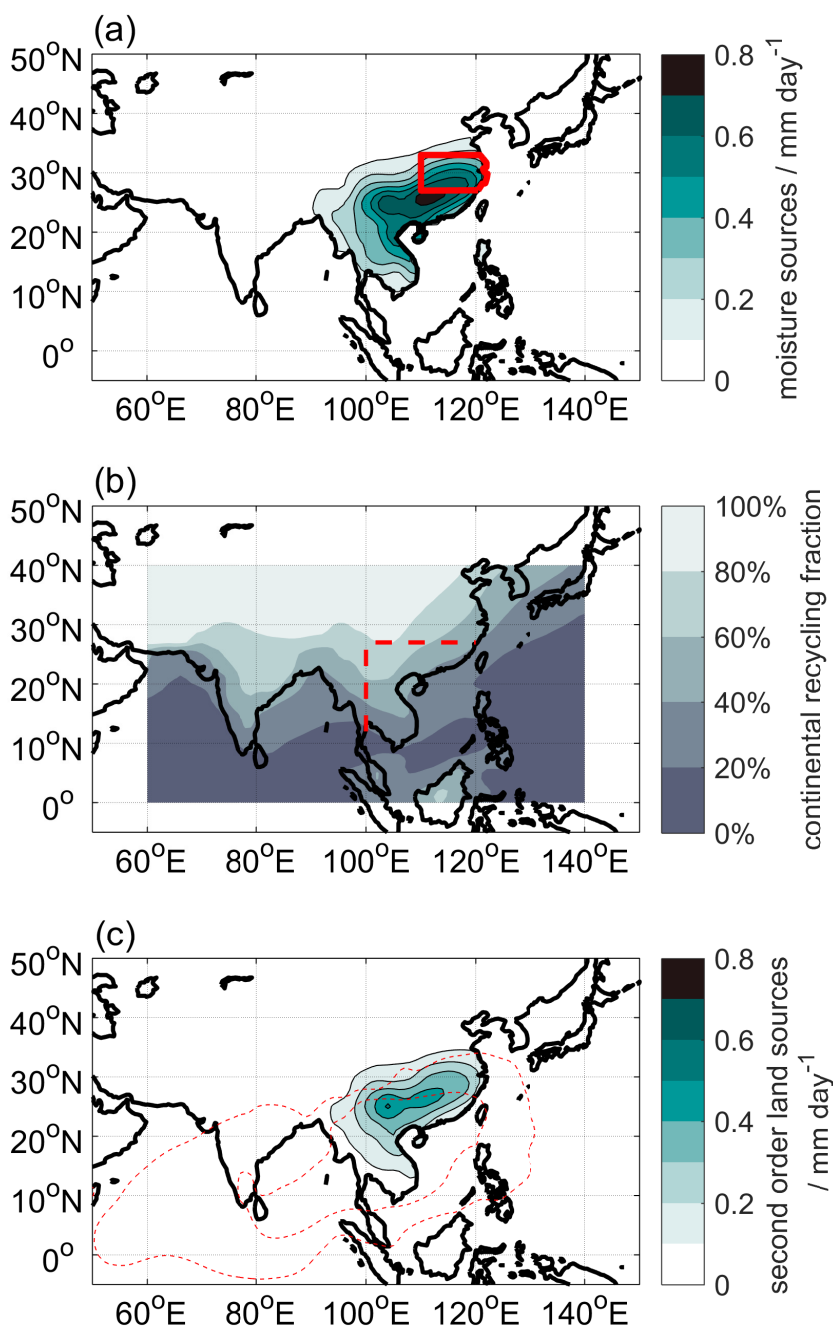 (a)
50°N
40°N
30°N
20°N
10°N
0°
60°E 80°E 100°E 120°E 140°E
0.8
0.6
0.4
0.2
0
moisture sources / mm day⁻¹
(b)
50°N
40°N
30°N
20°N
10°N
0°
60°E 80°E 100°E 120°E 140°E
100%
80%
60%
40%
20%
0%
continental recycling fraction
(c)
50°N
40°N
30°N
20°N
10°N
0°
60°E 80°E 100°E 120°E 140°E
0.8
0.6
0.4
0.2
0
second order land sources
/ mm day⁻¹